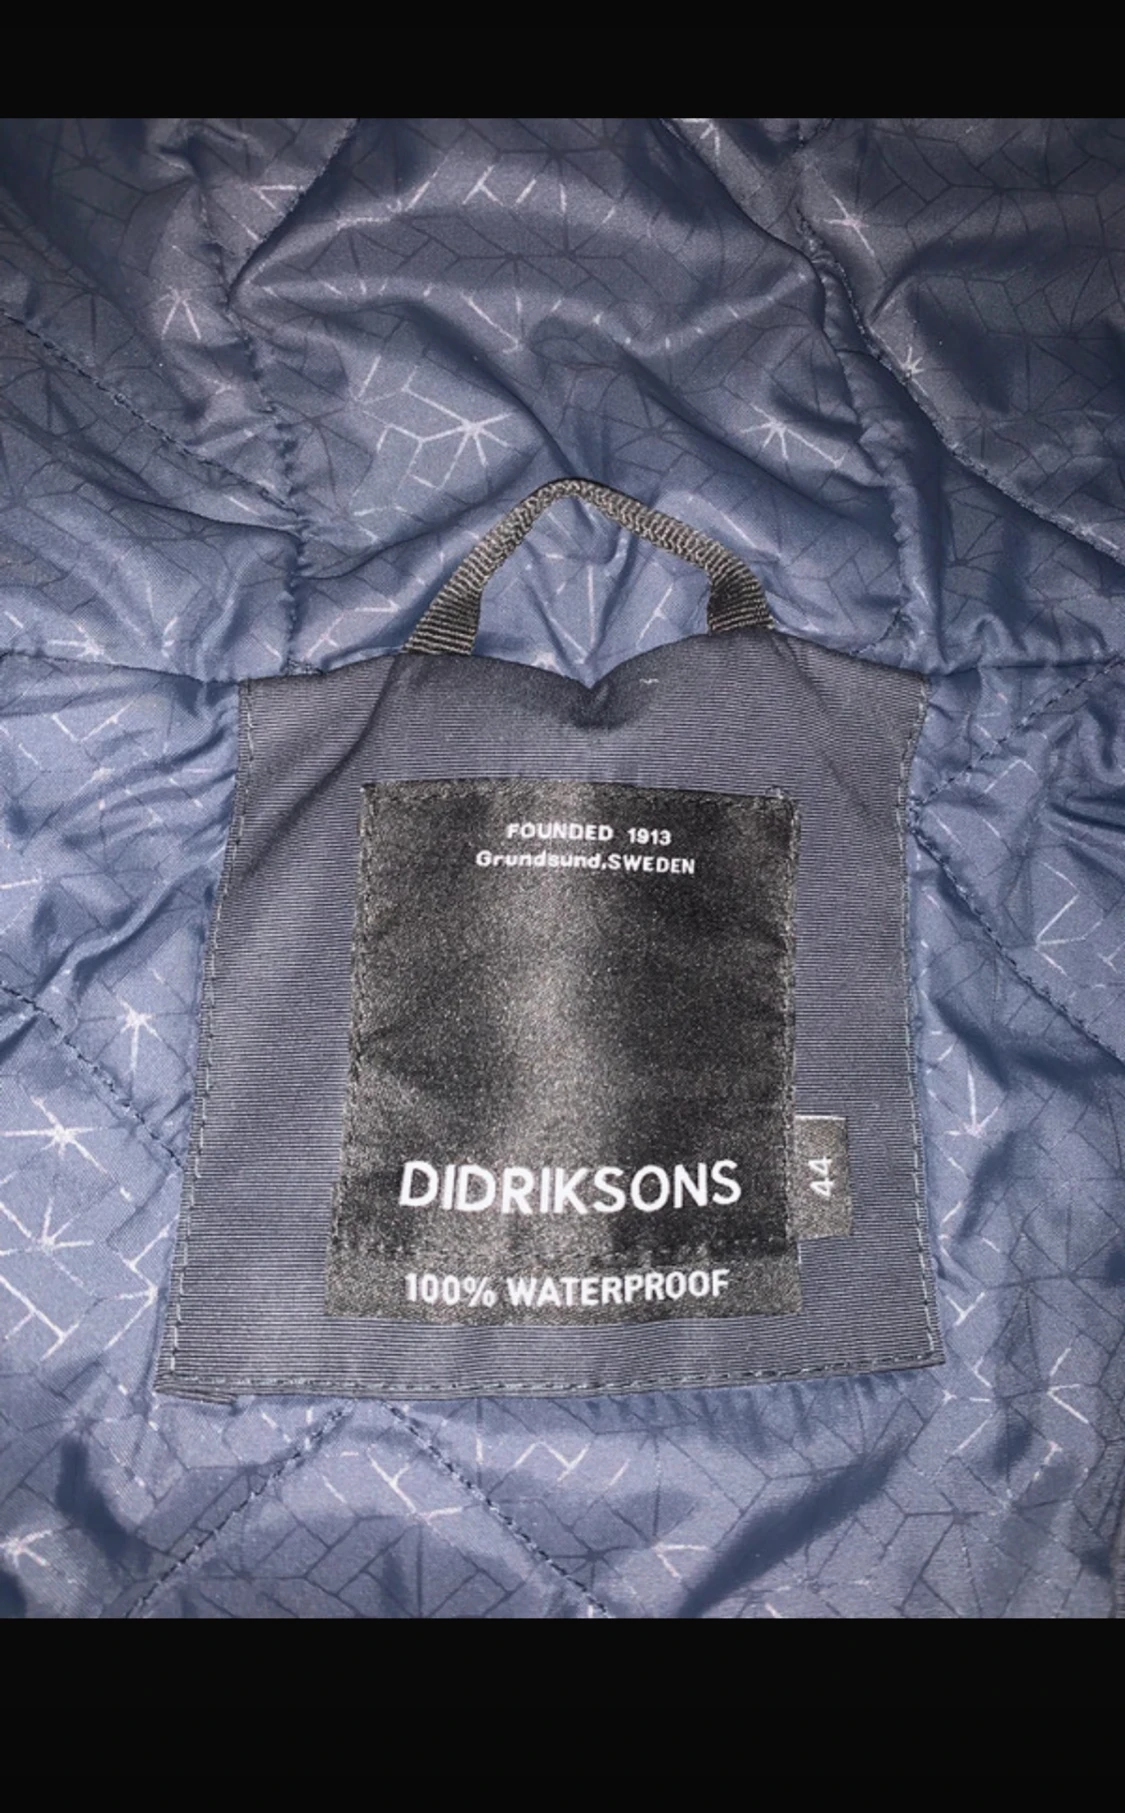 FOUNDED 1913
Grundsund,SWEDEN
DIDRIKSONS
44
100% WATERPROOF